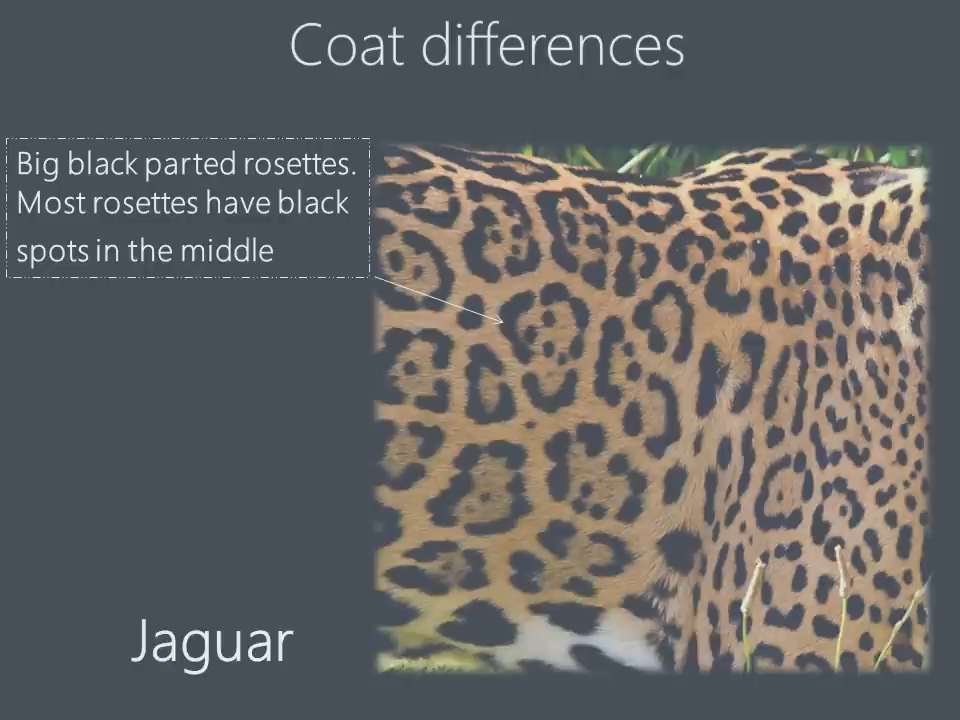 Coat differences
Big black parted rosettes.
Most rosettes have black
spots in the middle
Jaguar